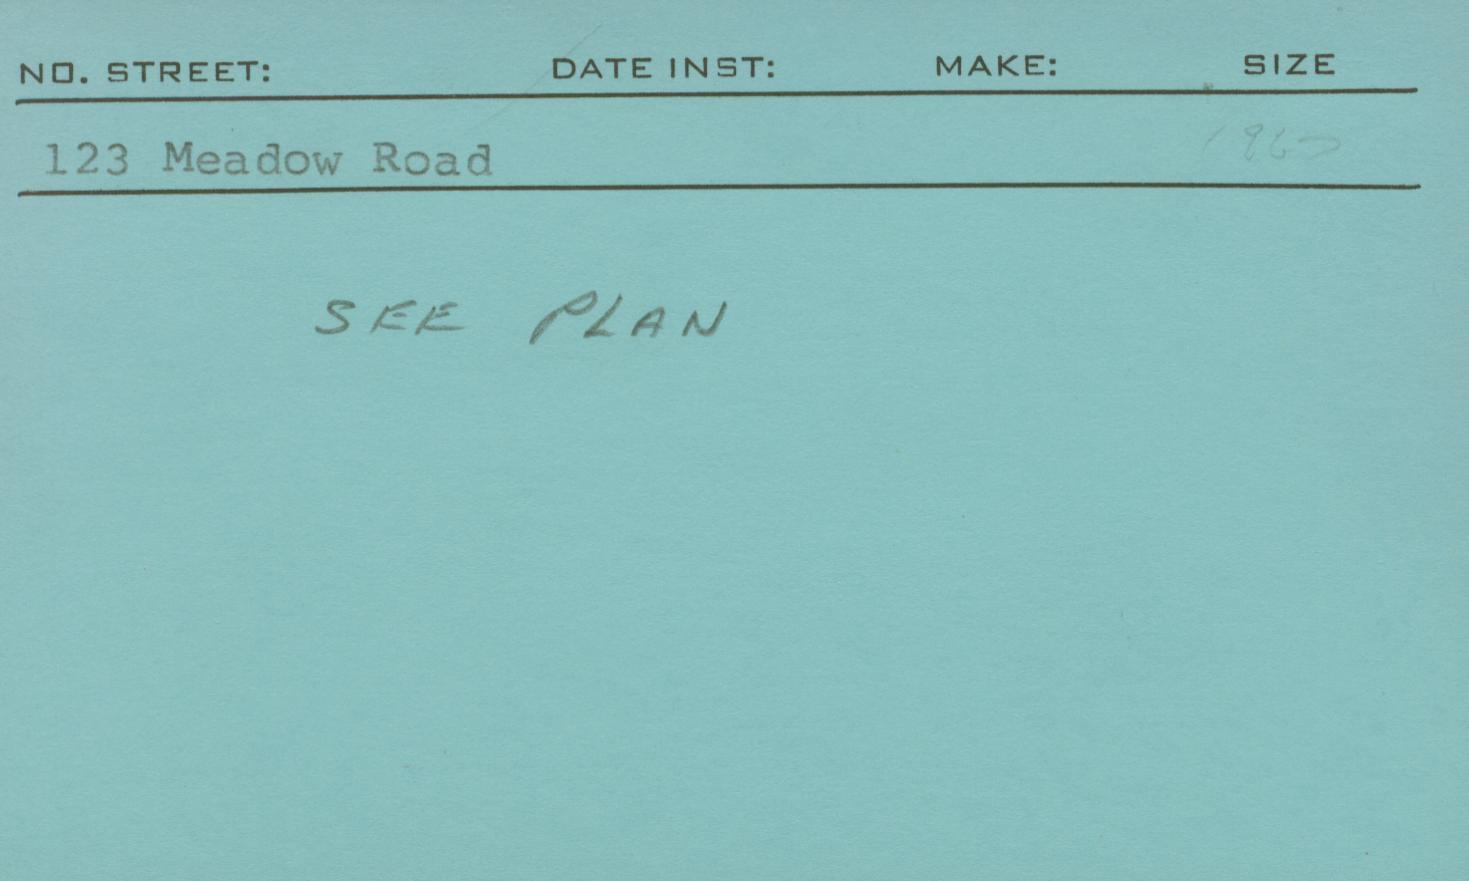 NO. STREET: DATE INST: MAKE: SIZE
123 Meadow Road
SEE PLAN